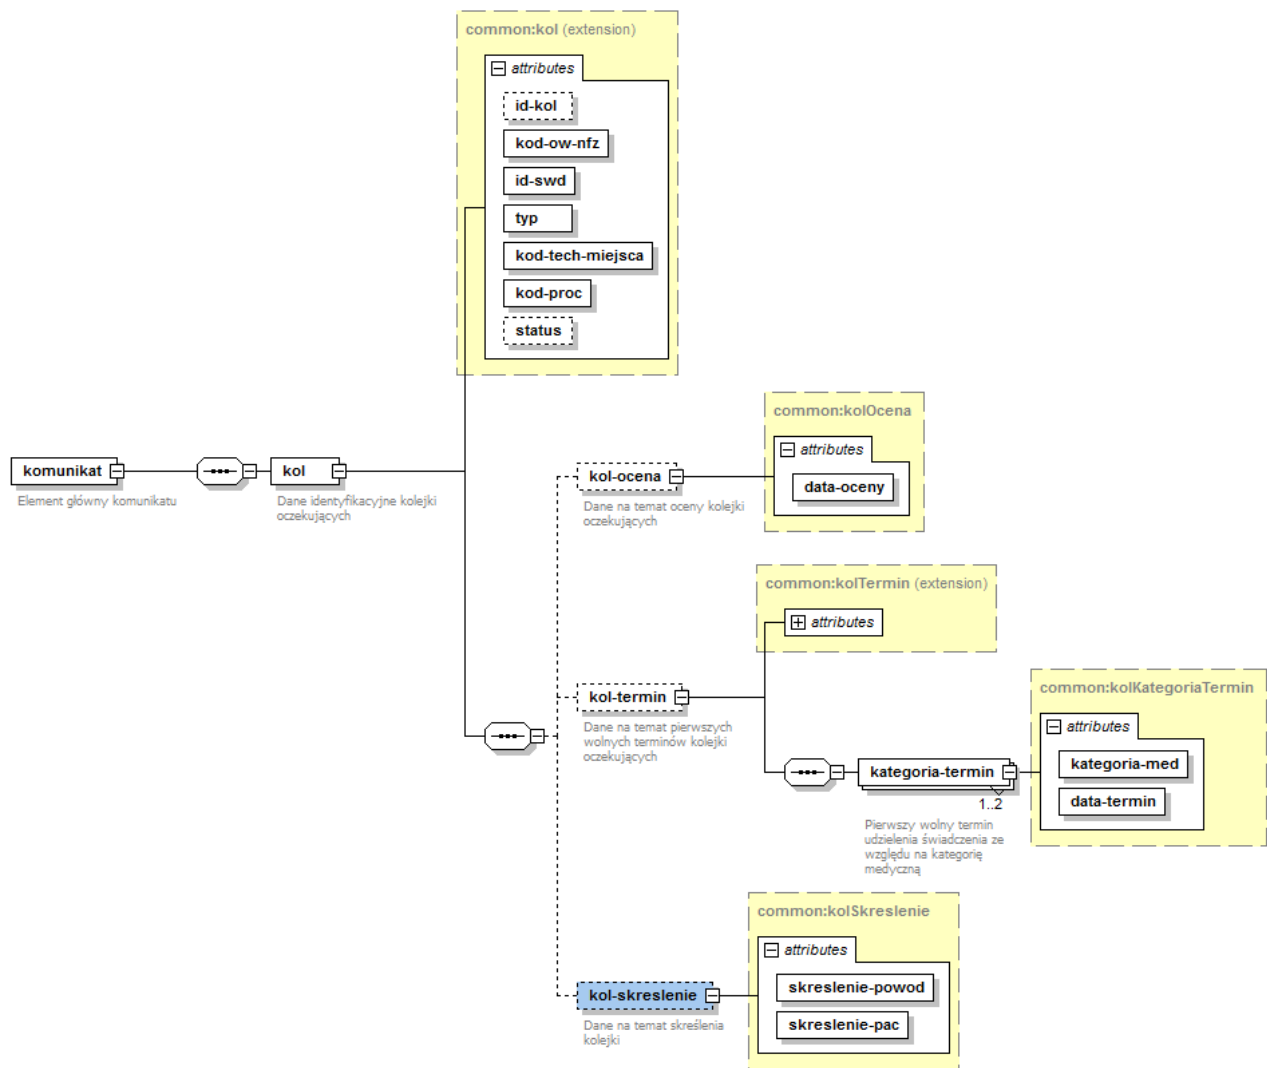 common:kol (extension)
attributes
id-kol
kod-ow-nfz
id-swd
typ
kod-tech-miejsca
kod-proc
status
komunikat
Element główny komunikatu
kol
Dane identyfikacyjne kolejki
oczekujących
kol-ocena
Dane na temat oceny kolejki
oczekujących
common:kolOcena
attributes
data-oceny
kol-termin
Dane na temat pierwszych
wolnych terminów kolejki
oczekujących
common:kolTermin (extension)
attributes
kategoria-termin
1..2
Pierwszy wolny termin
udzielenia świadczenia ze
względu na kategorię
medyczną
common:kolKategoriaTermin
attributes
kategoria-med
data-termin
kol-skreslenie
Dane na temat skreślenia
kolejki
common:kolSkreslenie
attributes
skreslenie-powod
skreslenie-pac